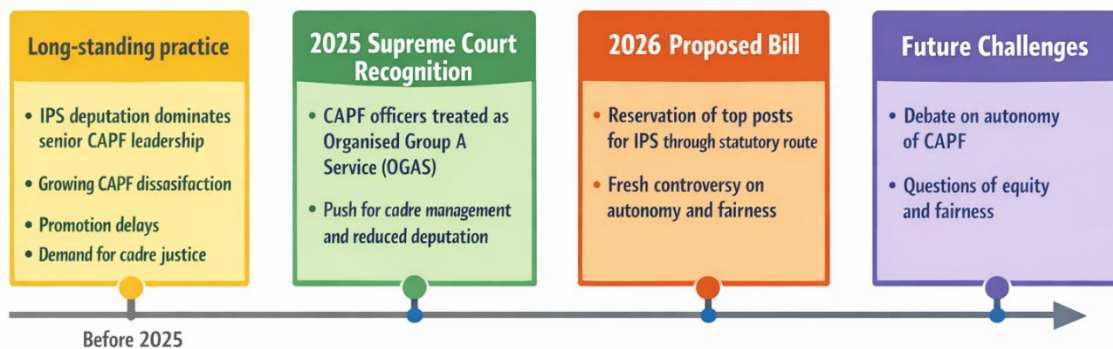 Long-standing practice
• IPS deputation dominates
senior CAPF leadership
• Growing CAPF dissasifaction
• Promotion delays
• Demand for cadre justice
2025 Supreme Court
Recognition
• CAPF officers treated as
Organised Group A
Service (OGAS)
• Push for cadre management
and reduced deputation
2026 Proposed Bill
• Reservation of top posts
for IPS through statutory route
• Fresh controversy on
autonomy and fairness
Future Challenges
• Debate on autonomy
of CAPF
• Questions of equity
and fairness
Before 2025